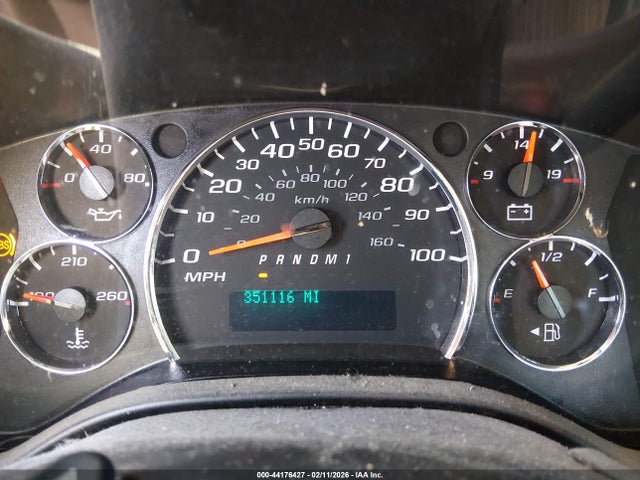 0 40 80
210
100 260
ABS
0 10 20 30 40 50 60 70 80 90 100
MPH
20 40 60 80 100 120 140 160
km/h
P R N D M 1
351116 MI
9 14 19
E 1/2 F
000-44176427 - 02/11/2026 - IAA Inc.